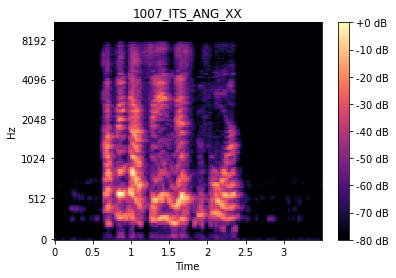 1007_ITS_ANG_XX
Hz
8192
4096
2048
1024
512
0
0
0.5
1
1.5
2
2.5
3
Time
+0 dB
-10 dB
-20 dB
-30 dB
-40 dB
-50 dB
-60 dB
-70 dB
-80 dB